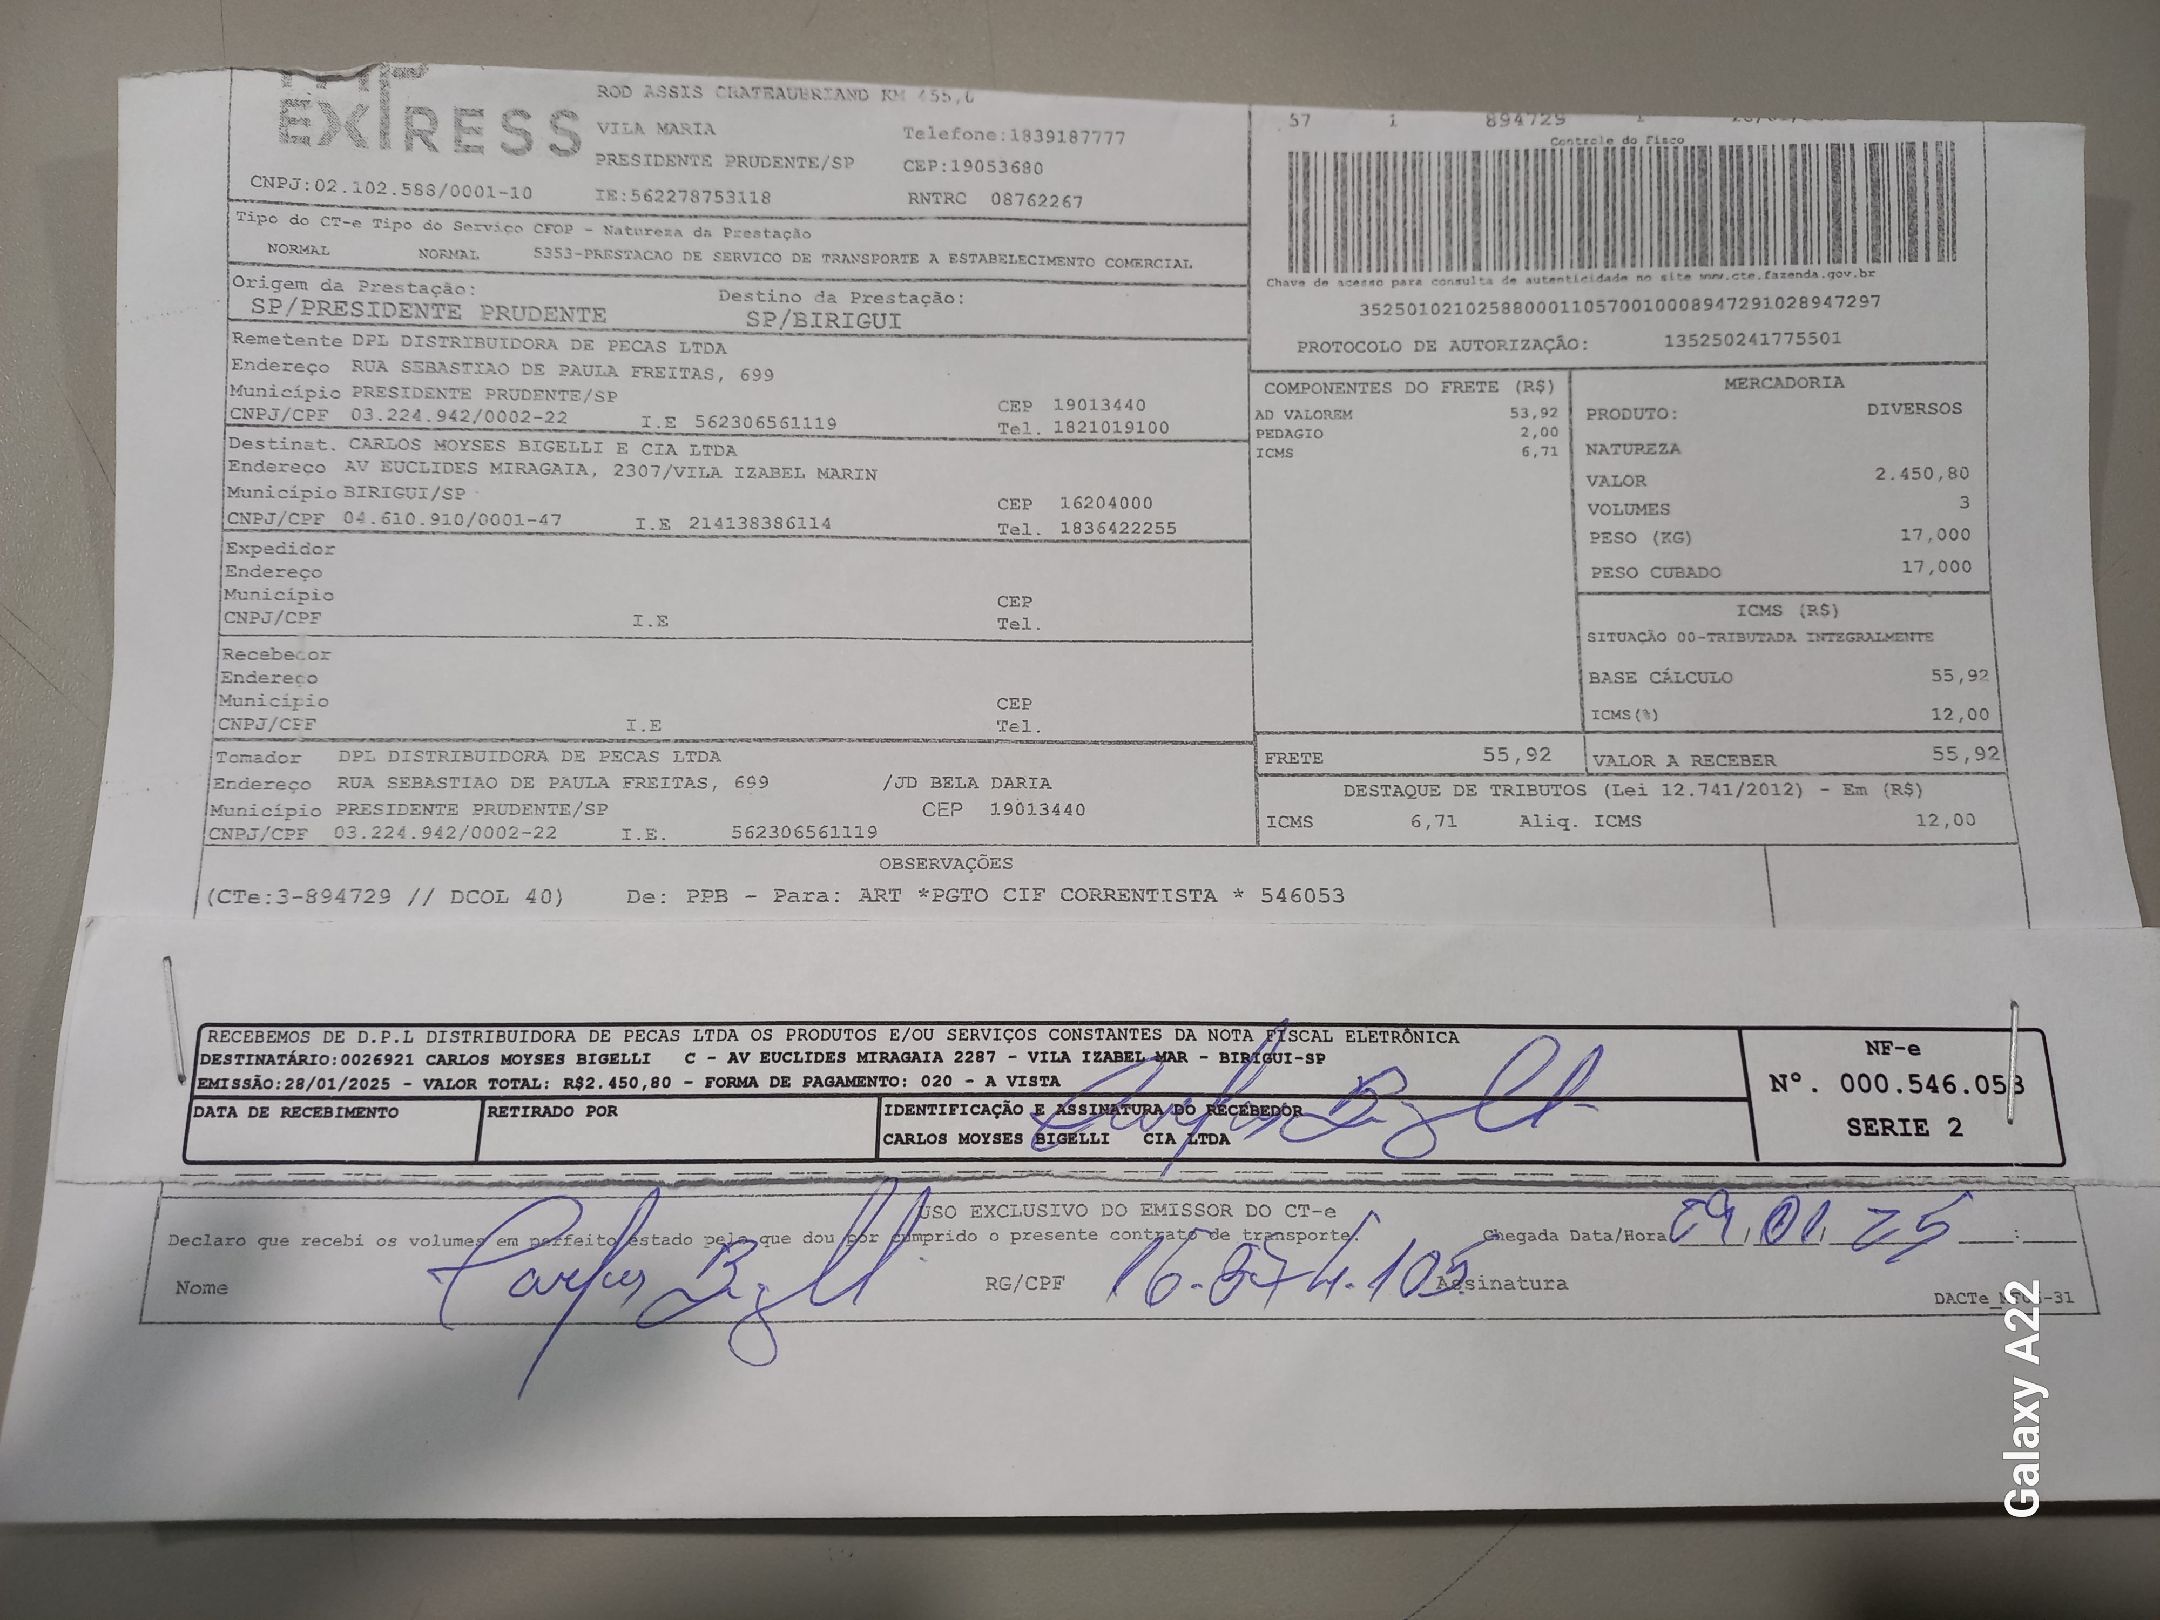 EXPRESS
ROD ASSIS CHATEAUBRIAND KM 455,
VILA MARIA Telefone:1839187777
PRESIDENTE PRUDENTE/SP CEP:19053680
CNPJ:02.102.588/0001-10 IE:562278753118 RNTRC 08762267
57 1 894729 1
Controle do Fisco
Tipo do CT-e Tipo do Serviço CFOP - Natureza da Prestação
NORMAL NORMAL 5353-PRESTACAO DE SERVICO DE TRANSPORTE A ESTABELECIMENTO COMERCIAL
Chave de acesso para consulta de autenticidade no site www.cte.fazenda.gov.br
35250102102588000110570010008947291028947297
PROTOCOLO DE AUTORIZAÇÃO: 135250241775501
Origem da Prestação: Destino da Prestação:
SP/PRESIDENTE PRUDENTE SP/BIRIGUI
Remetente DPL DISTRIBUIDORA DE PECAS LTDA
Endereço RUA SEBASTIAO DE PAULA FREITAS, 699
Município PRESIDENTE PRUDENTE/SP CEP 19013440
CNPJ/CPF 03.224.942/0002-22 I.E 562306561119 Tel. 1821019100
Destinat. CARLOS MOYSES BIGELLI E CIA LTDA
Endereço AV EUCLIDES MIRAGAIA, 2307/VILA IZABEL MARIN
Município BIRIGUI/SP CEP 16204000
CNPJ/CPF 04.610.910/0001-47 I.E 214138386114 Tel. 1836422255
Expedidor
Endereço
Município CEP
CNPJ/CPF I.E Tel.
Recebedor
Endereço
Município CEP
CNPJ/CPF I.E Tel.
Tomador DPL DISTRIBUIDORA DE PECAS LTDA
Endereço RUA SEBASTIAO DE PAULA FREITAS, 699 /JD BELA DARIA
Município PRESIDENTE PRUDENTE/SP CEP 19013440
CNPJ/CPF 03.224.942/0002-22 I.E. 562306561119
COMPONENTES DO FRETE (R$)
AD VALOREM 53,92
PEDAGIO 2,00
ICMS 6,71
MERCADORIA
PRODUTO: DIVERSOS
NATUREZA
VALOR 2.450,80
VOLUMES 3
PESO (KG) 17,000
PESO CUBADO 17,000
ICMS (R$)
SITUAÇÃO 00-TRIBUTADA INTEGRALMENTE
BASE CÁLCULO 55,92
ICMS(%) 12,00
FRETE 55,92 VALOR A RECEBER 55,92
DESTAQUE DE TRIBUTOS (Lei 12.741/2012) - Em (R$)
ICMS 6,71 Aliq. ICMS 12,00
OBSERVAÇÕES
(CTe:3-894729 // DCOL 40) De: PPB - Para: ART *PGTO CIF CORRENTISTA * 546053
RECEBEMOS DE D.P.L DISTRIBUIDORA DE PECAS LTDA OS PRODUTOS E/OU SERVIÇOS CONSTANTES DA NOTA FISCAL ELETRÔNICA
DESTINATÁRIO:0026921 CARLOS MOYSES BIGELLI C - AV EUCLIDES MIRAGAIA 2287 - VILA IZABEL MAR - BIRIGUI-SP
EMISSÃO:28/01/2025 - VALOR TOTAL: R$2.450,80 - FORMA DE PAGAMENTO: 020 - A VISTA
DATA DE RECEBIMENTO RETIRADO POR IDENTIFICAÇÃO E ASSINATURA DO RECEBEDOR
CARLOS MOYSES BIGELLI CIA LTDA
Carlos Bigelli
NF-e
Nº. 000.546.053
SERIE 2
USO EXCLUSIVO DO EMISSOR DO CT-e
Declaro que recebi os volumes em perfeito estado pelo que dou por cumprido o presente contrato de transporte. Chegada Data/Hora 29.01.25 :
Nome Carlos Bigelli RG/CPF 16.874.105 Assinatura
Galaxy A22